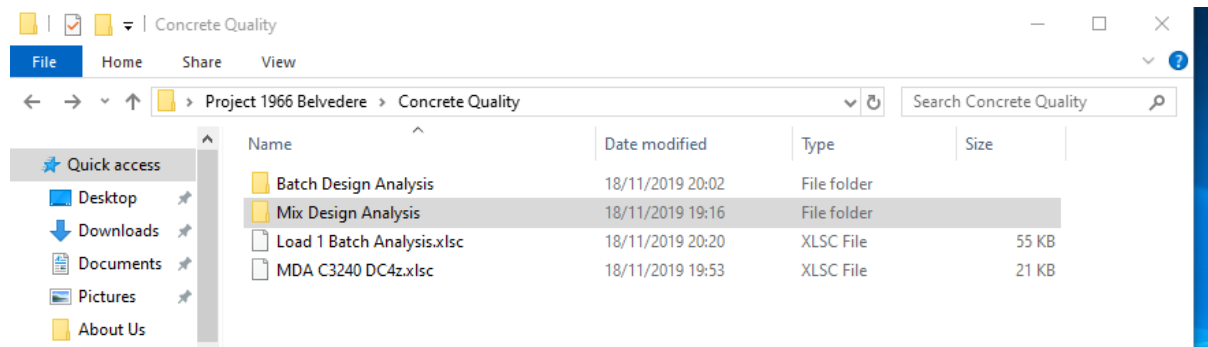 Concrete Quality
File Home Share View
Project 1966 Belvedere > Concrete Quality Search Concrete Quality
Name Date modified Type Size
Quick access
Batch Design Analysis 18/11/2019 20:02 File folder
Desktop
Mix Design Analysis 18/11/2019 19:16 File folder
Downloads
Load 1 Batch Analysis.xlsc 18/11/2019 20:20 XLSC File 55 KB
Documents
MDA C3240 DC4z.xlsc 18/11/2019 19:53 XLSC File 21 KB
Pictures
About Us